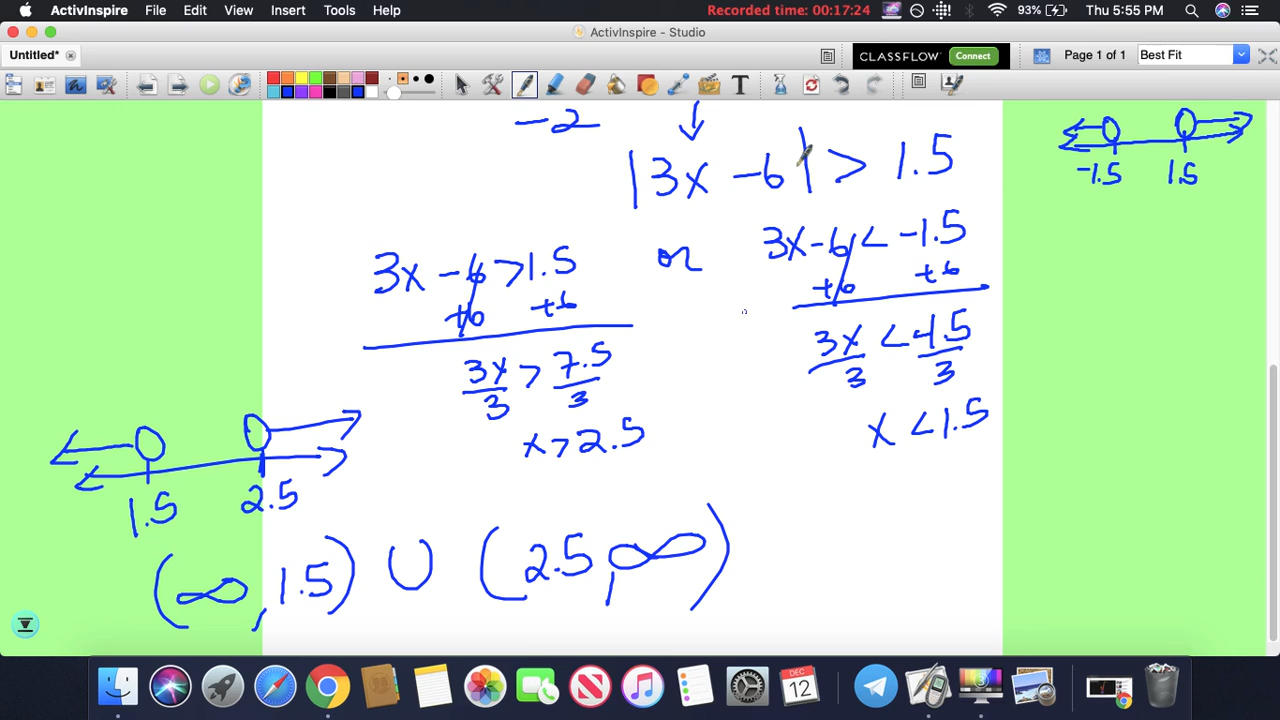 ActivInspire File Edit View Insert Tools Help Recorded time: 00:17:24 93% Thu 5:55 PM
ActivInspire - Studio
Untitled* CLASSFLOW Connect Page 1 of 1 Best Fit
-2
|3x -6| > 1.5
-1.5 1.5
3x -6 >1.5 or 3x-6 < -1.5
+6 +6 +6 +6
3x > 7.5 3x < 4.5
3 3 3 3
x > 2.5 x < 1.5
1.5 2.5
(∞, 1.5) ∪ (2.5, ∞)
DEC
12